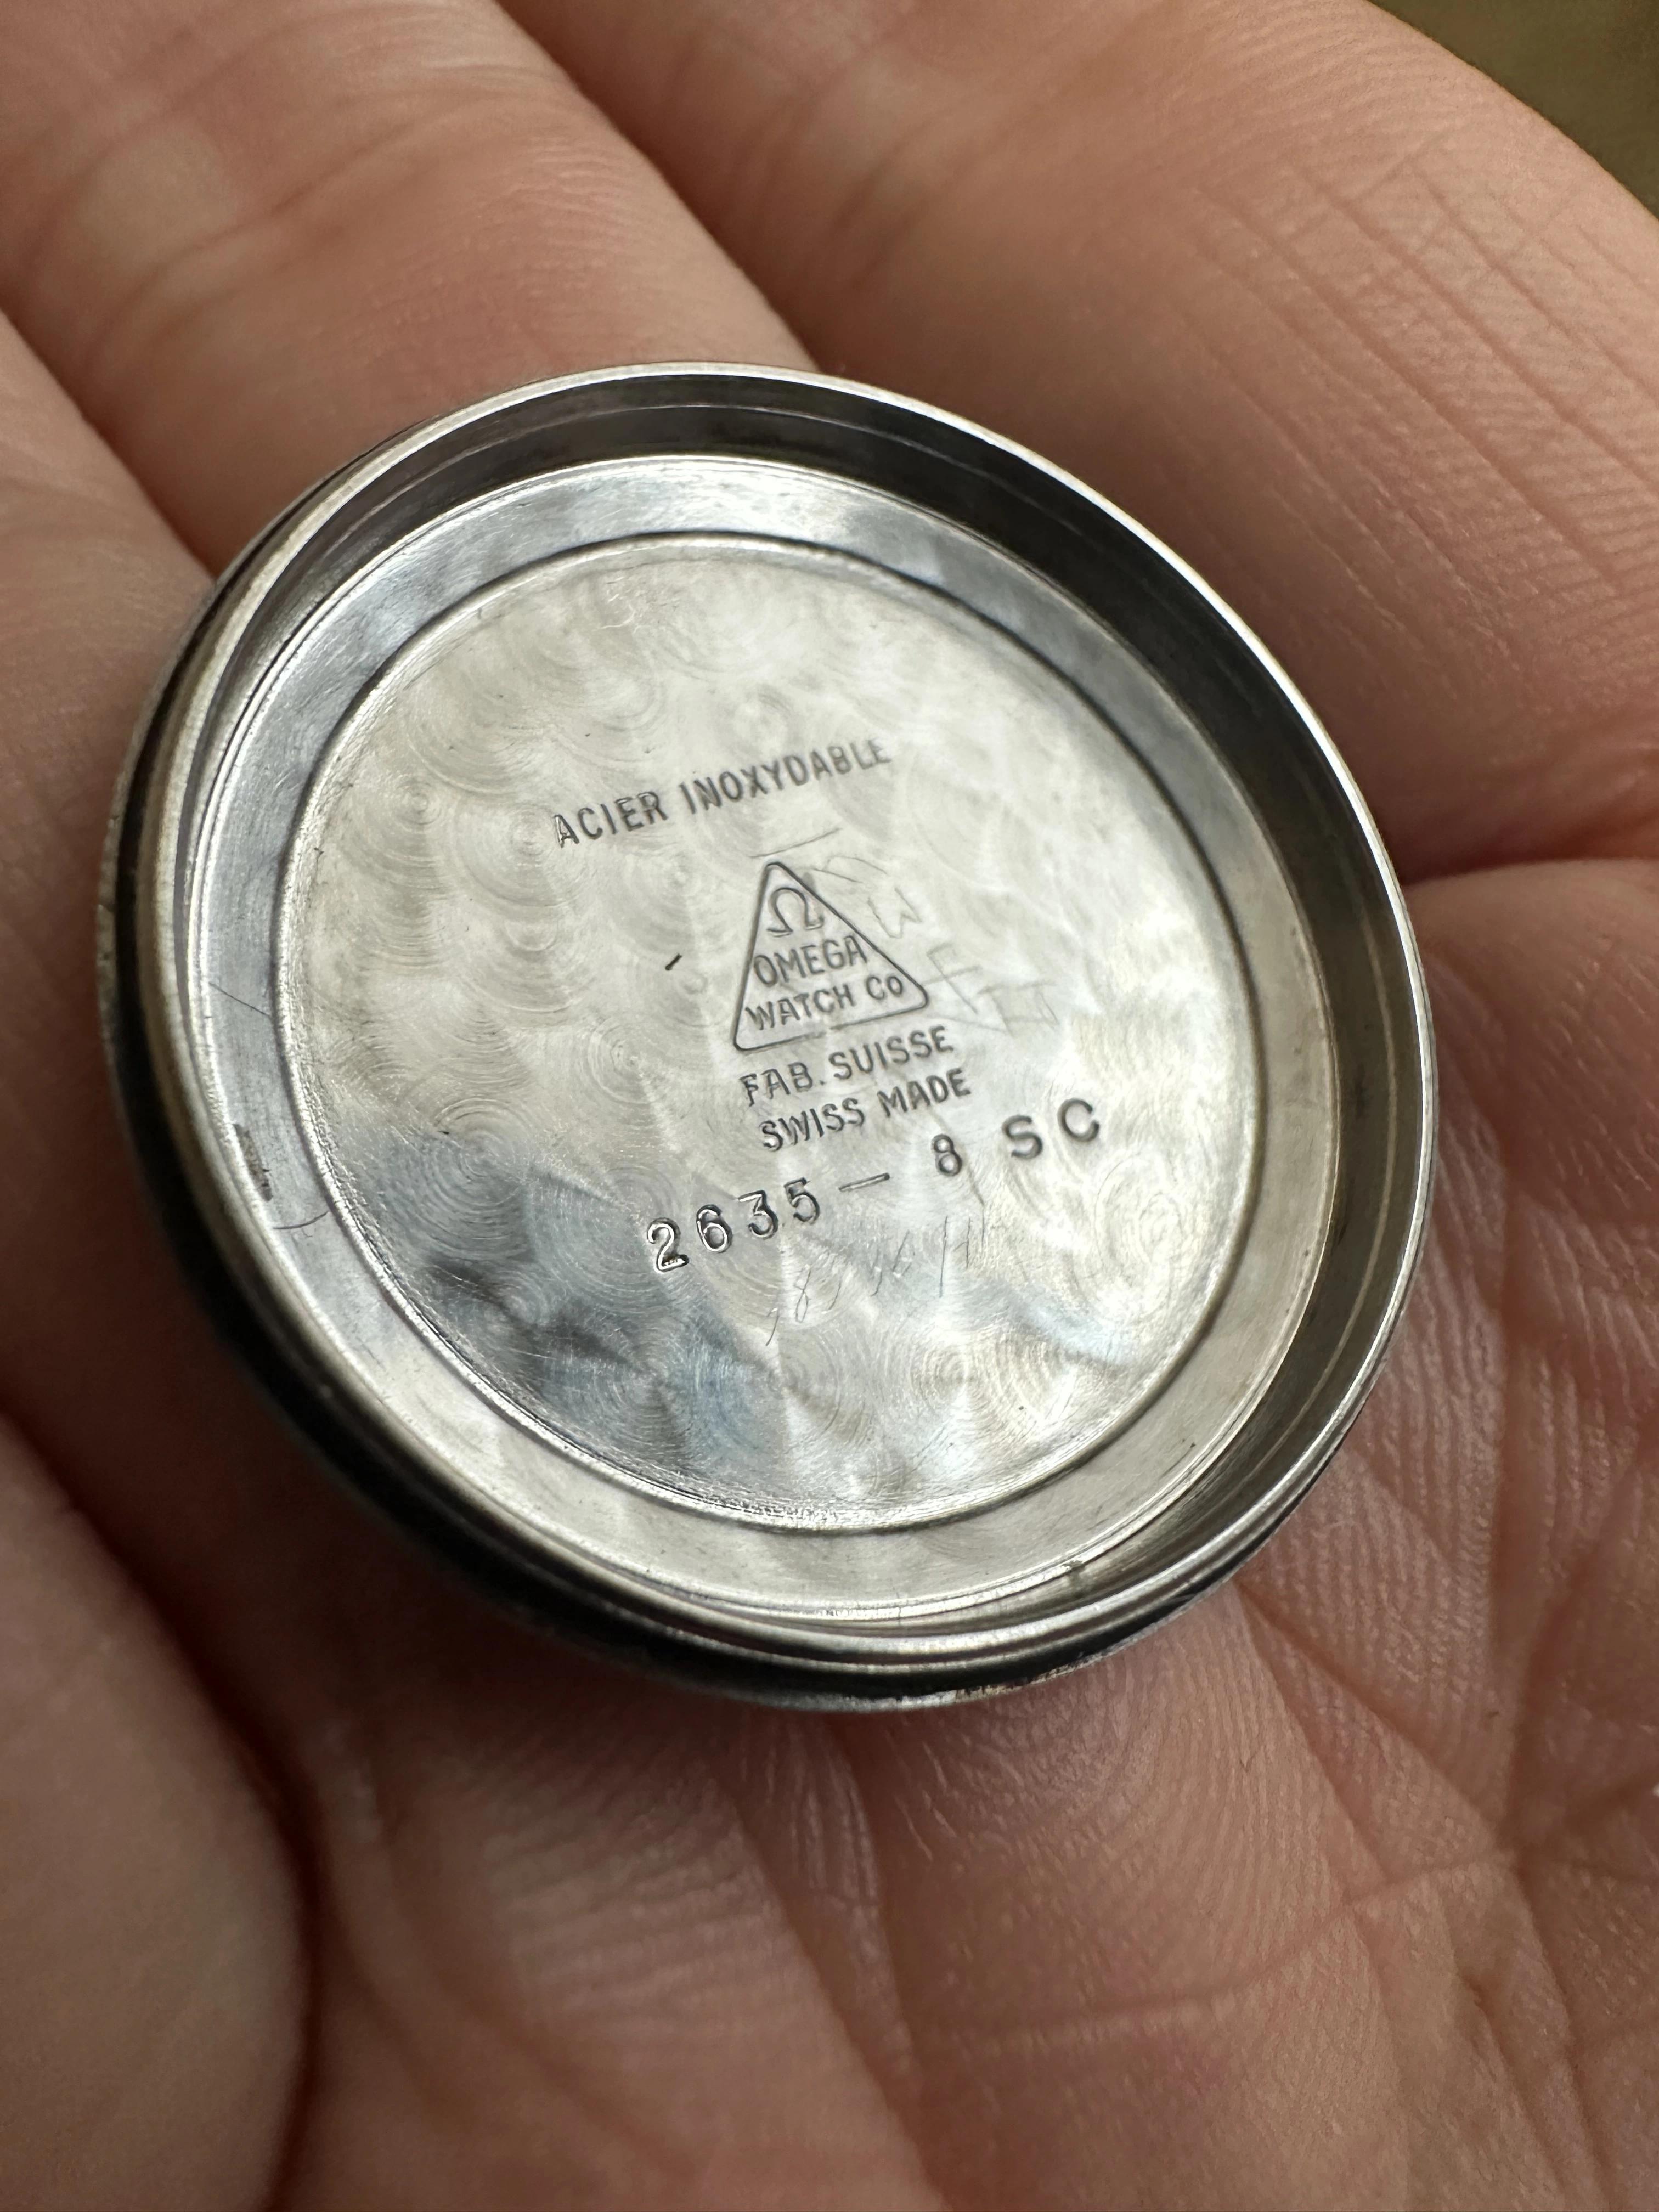 ACIER INOXYDABLE
Ω
OMEGA
WATCH Co
FAB. SUISSE
SWISS MADE
2635 - 8 SC